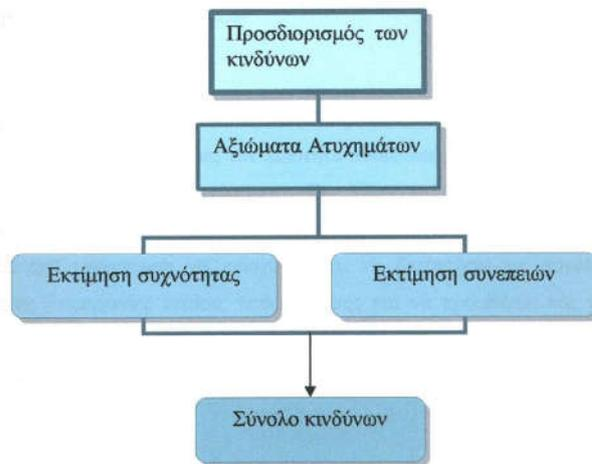 Προσδιορισμός των
κινδύνων
Αξιώματα Ατυχημάτων
Εκτίμηση συχνότητας
Εκτίμηση συνεπειών
Σύνολο κινδύνων